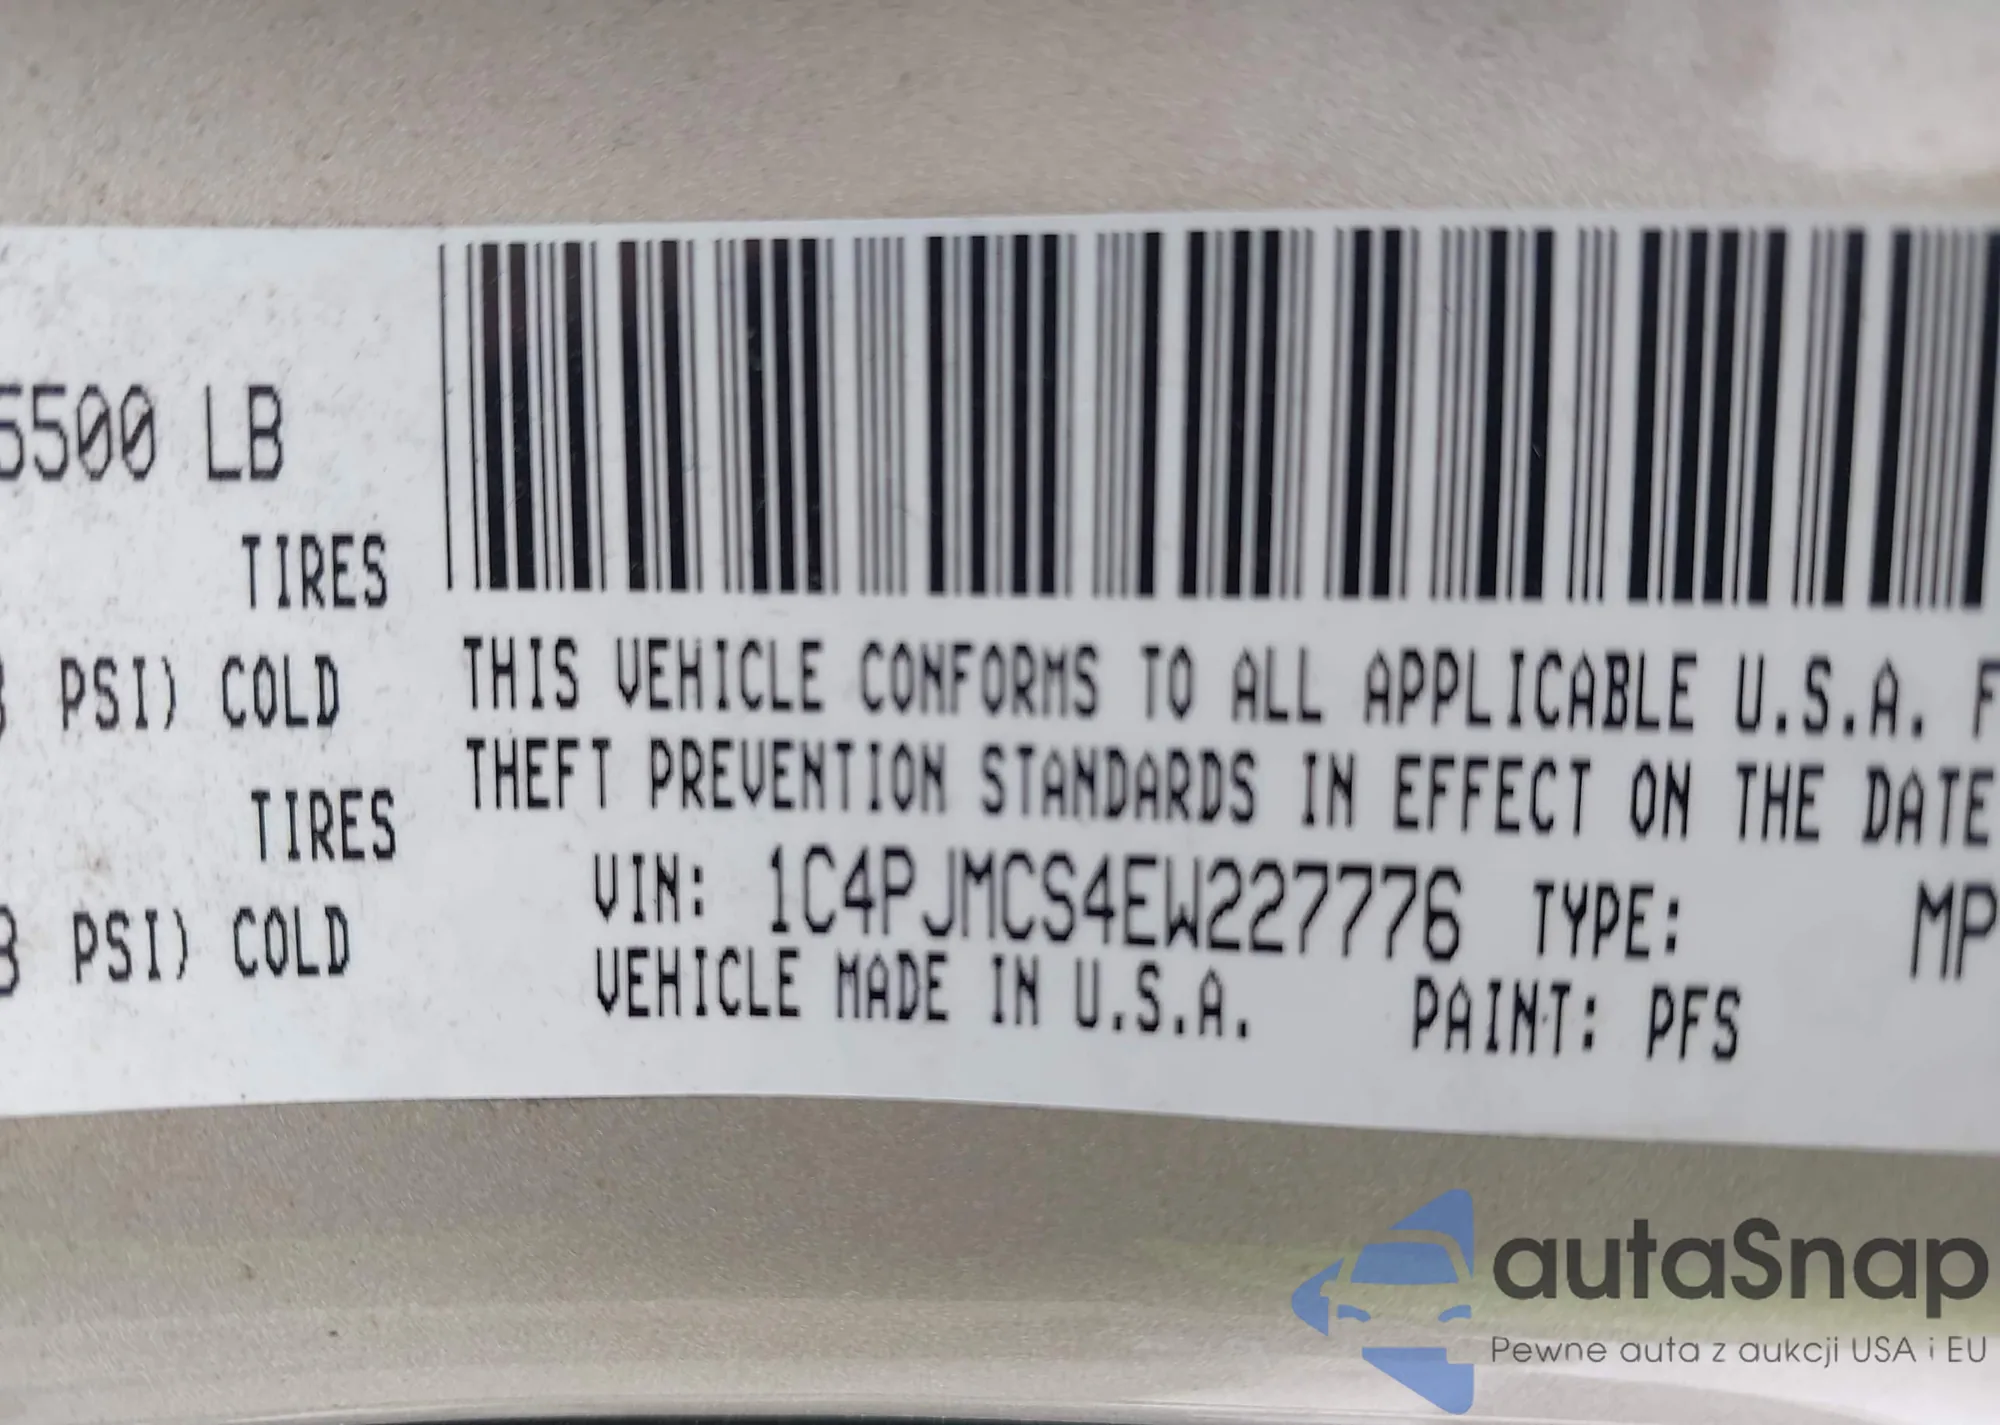 5500 LB
TIRES
PSI) COLD
TIRES
PSI) COLD
THIS VEHICLE CONFORMS TO ALL APPLICABLE U.S.A. F
THEFT PREVENTION STANDARDS IN EFFECT ON THE DATE
VIN: 1C4PJMCS4EW227776 TYPE: MP
VEHICLE MADE IN U.S.A. PAINT: PFS
autaSnap
Pewne auta z aukcji USA i EU